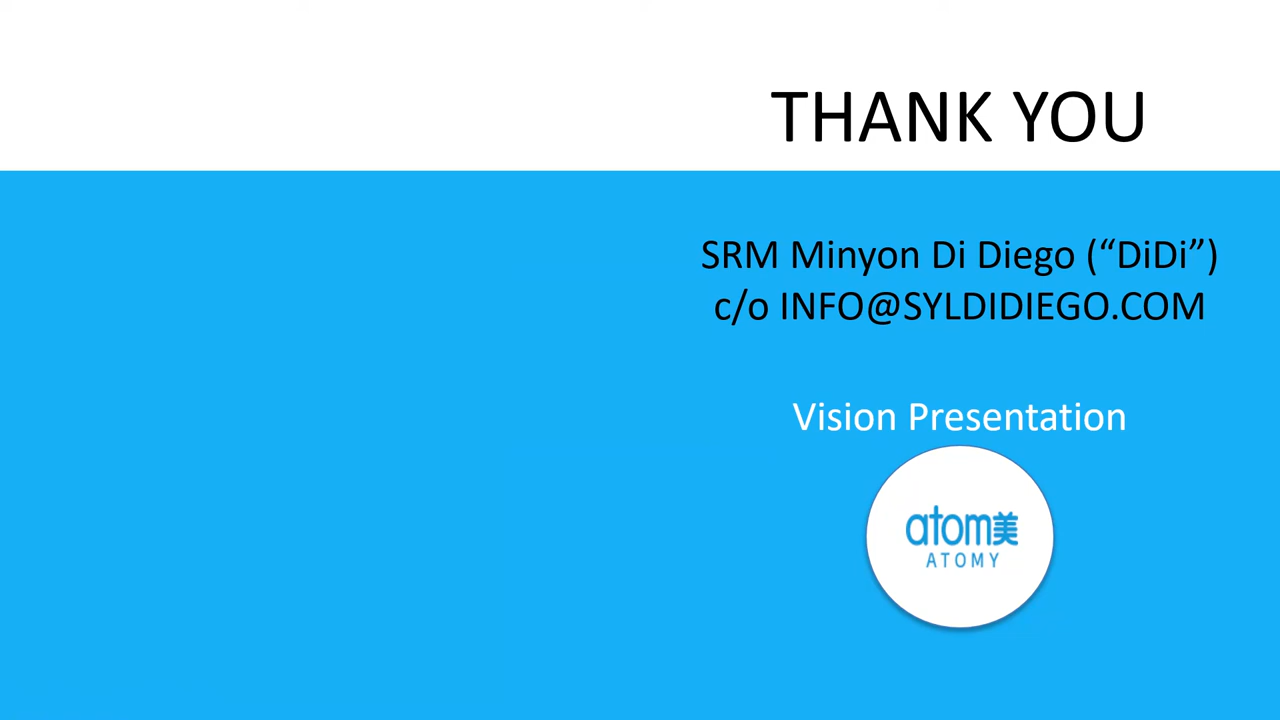 THANK YOU
SRM Minyon Di Diego (“DiDi”)
c/o INFO@SYLDIDIEGO.COM
Vision Presentation
atom美
ATOMY